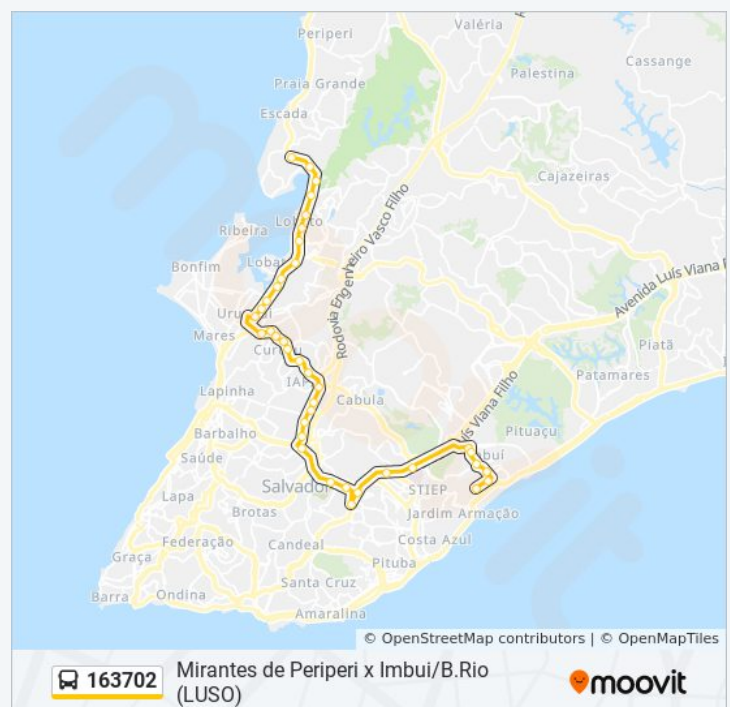 Periperi
Valéria
Praia Grande
Palestina
Cassange
Escada
Cajazeiras
Ribeira
Lobato
Rodovia Engenheiro Vasco Filho
Bonfim
Avenida Luís Viana
Mares
Piatã
Patamares
Lapinha
IAPI
Cabula
Luís Viana Filho
Pituaçu
Barbalho
Saúde
Imbuí
Lapa
Salvador
STIEP
Brotas
Jardim Armação
Federação
Candeal
Costa Azul
Graça
Pituba
Santa Cruz
Barra
Ondina
Amaralina
© OpenStreetMap contributors | © OpenMapTiles
163702
Mirantes de Periperi x Imbui/B.Rio
(LUSO)
moovit